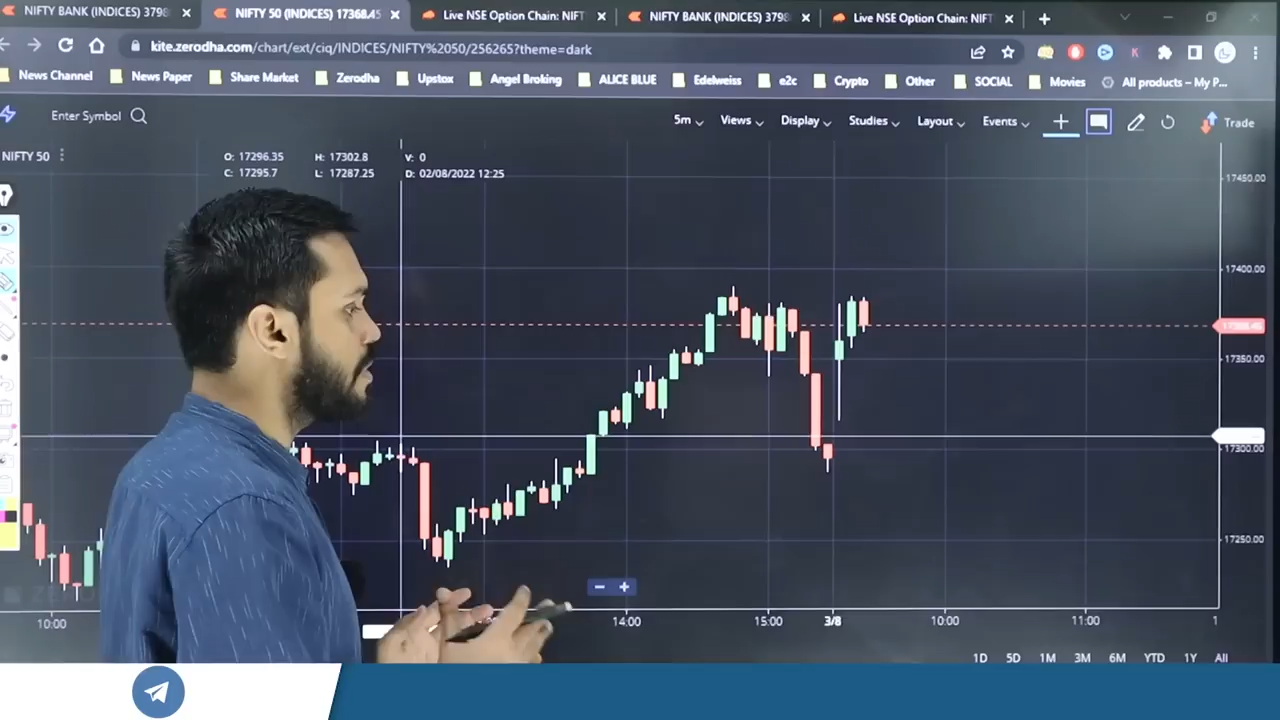 NIFTY BANK (INDICES) 3798
NIFTY 50 (INDICES) 17368.45
Live NSE Option Chain: NIFT
NIFTY BANK (INDICES) 3798
Live NSE Option Chain: NIFT
kite.zerodha.com/chart/ext/ciq/INDICES/NIFTY%2050/256265?theme=dark
News Channel News Paper Share Market Zerodha Upstox Angel Broking ALICE BLUE Edelweiss e2c Crypto Other SOCIAL Movies All products – My P...
Enter Symbol 5m Views Display Studies Layout Events Trade
NIFTY 50 O: 17296.35 H: 17302.8 V: 0
C: 17295.7 L: 17287.25 D: 02/08/2022 12:25
17450.00
17400.00
17368.45
17350.00
17300.00
17250.00
10:00 14:00 15:00 3/8 10:00 11:00 1
1D 5D 1M 3M 6M YTD 1Y All